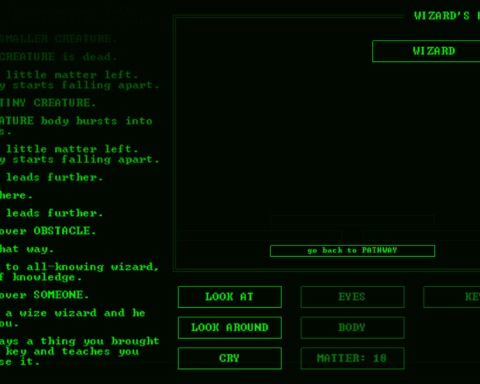 SMALLER CREATURE.
CREATURE is dead.
little matter left.
y starts falling apart.
TINY CREATURE.
ATURE body bursts into
s.
little matter left.
y starts falling apart.
leads further.
here.
leads further.
over OBSTACLE.
hat way.
to all-knowing wizard,
f knowledge.
over SOMEONE.
a wize wizard and he
ou.
ays a thing you brought
key and teaches you
se it.
WIZARD'S
WIZARD
go back to PATHWAY
LOOK AT
EYES
KE
LOOK AROUND
BODY
CRY
MATTER: 18